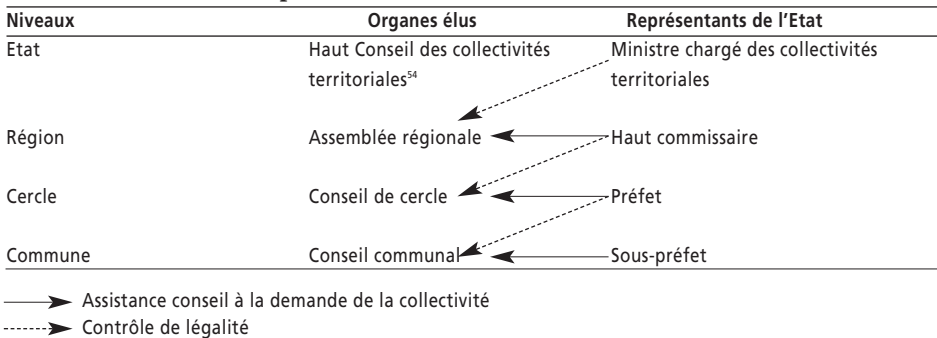 Niveaux Organes élus Représentants de l'Etat
Etat Haut Conseil des collectivités Ministre chargé des collectivités
territoriales54 territoriales
Région Assemblée régionale Haut commissaire
Cercle Conseil de cercle Préfet
Commune Conseil communal Sous-préfet
Assistance conseil à la demande de la collectivité
Contrôle de légalité